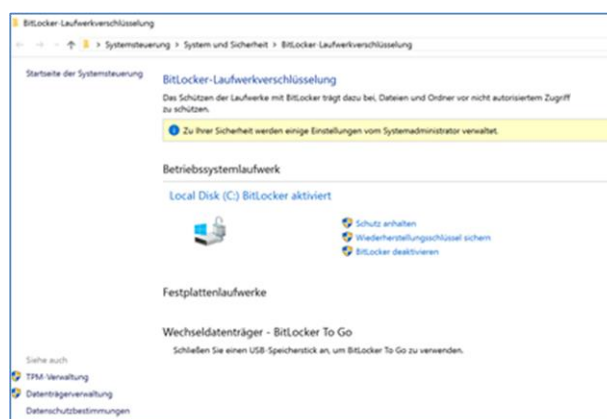 BitLocker-Laufwerkverschlüsselung
> Systemsteuerung > System und Sicherheit > BitLocker-Laufwerkverschlüsselung
Startseite der Systemsteuerung
BitLocker-Laufwerkverschlüsselung
Das Schützen der Laufwerke mit BitLocker trägt dazu bei, Dateien und Ordner vor nicht autorisiertem Zugriff
zu schützen.
Zu Ihrer Sicherheit werden einige Einstellungen vom Systemadministrator verwaltet.
Betriebssystemlaufwerk
Local Disk (C:) BitLocker aktiviert
Schutz anhalten
Wiederherstellungsschlüssel sichern
BitLocker deaktivieren
Festplattenlaufwerke
Wechseldatenträger - BitLocker To Go
Schließen Sie einen USB-Speicherstick an, um BitLocker To Go zu verwenden.
Siehe auch
TPM-Verwaltung
Datenträgerverwaltung
Datenschutzbestimmungen